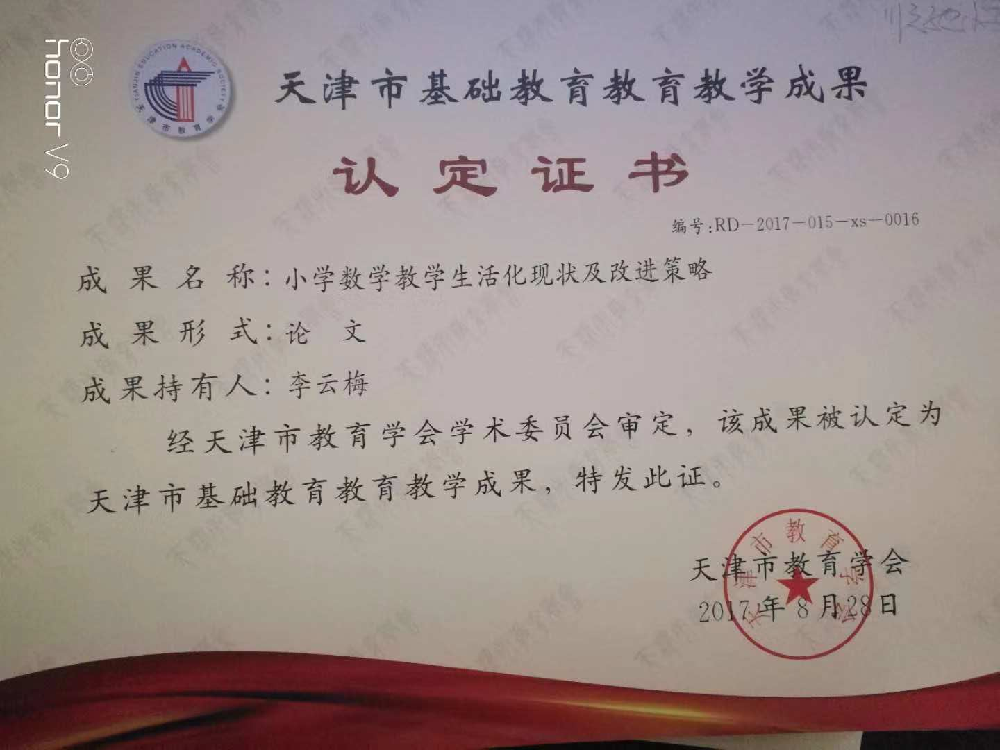 TIANJIN EDUCATION ACADEMIC SOCIETY
天津市教育学会
天津市基础教育教育教学成果
认定证书
编号:RD-2017-015-xs-0016
成果名称：小学数学教学生活化现状及改进策略
成果形式：论 文
成果持有人：李云梅
经天津市教育学会学术委员会审定，该成果被认定为
天津市基础教育教育教学成果，特发此证。
天津市教育学会
2017年8月28日
天津市教育学会
honor V9